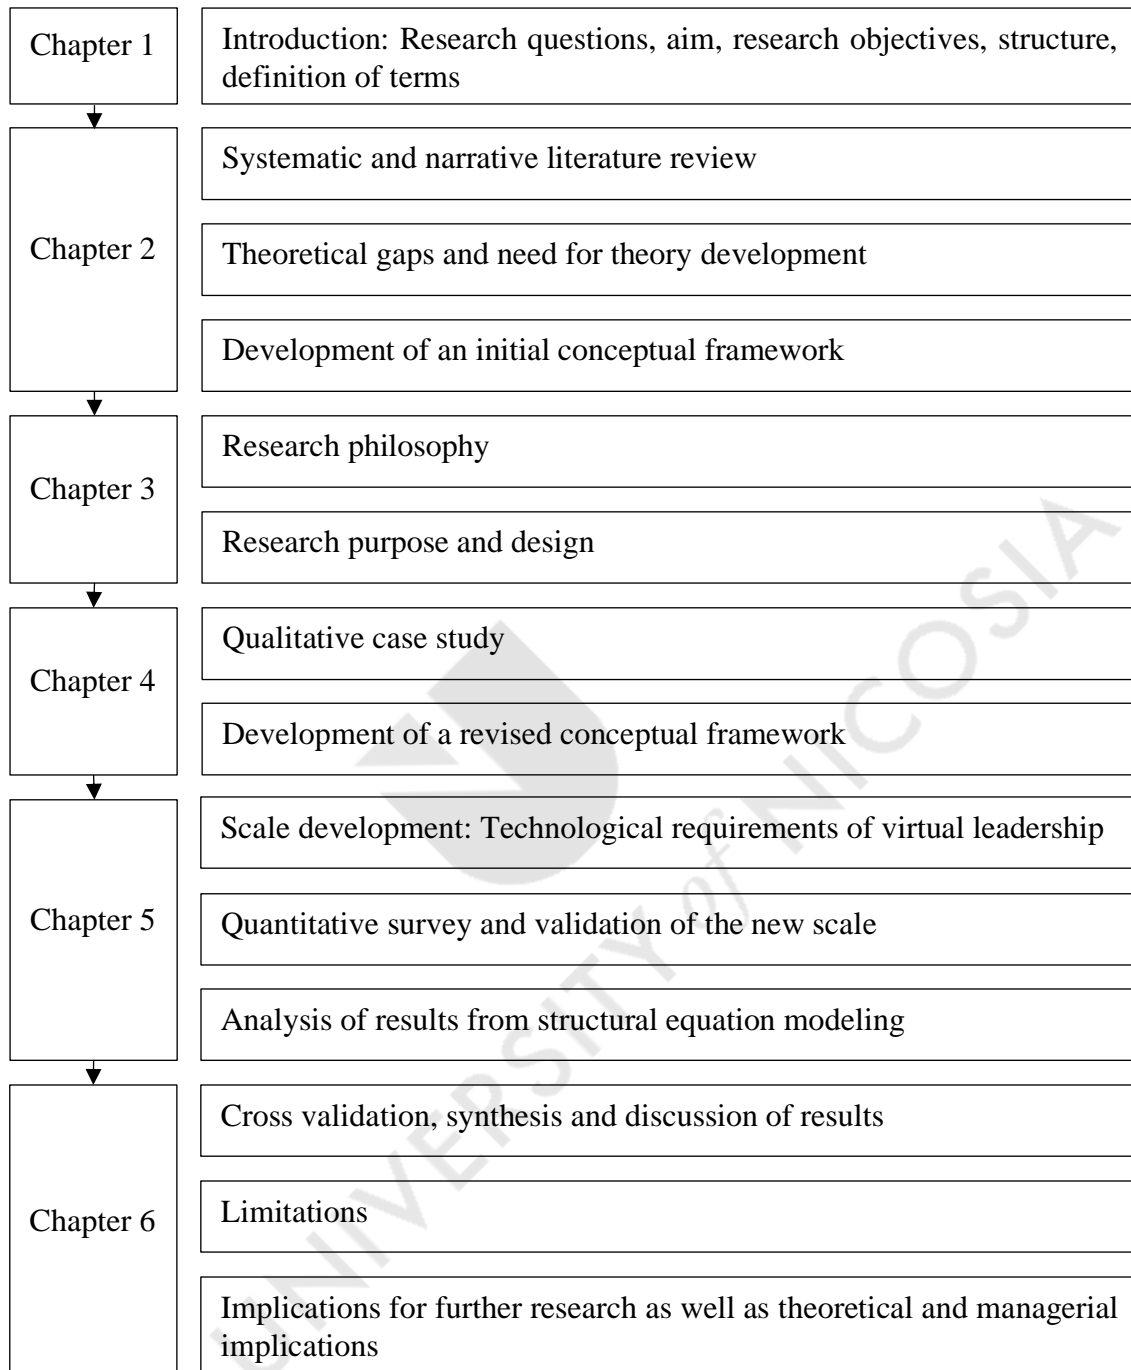 Chapter 1
Introduction: Research questions, aim, research objectives, structure,
definition of terms
Chapter 2
Systematic and narrative literature review
Theoretical gaps and need for theory development
Development of an initial conceptual framework
Chapter 3
Research philosophy
Research purpose and design
Chapter 4
Qualitative case study
Development of a revised conceptual framework
Chapter 5
Scale development: Technological requirements of virtual leadership
Quantitative survey and validation of the new scale
Analysis of results from structural equation modeling
Chapter 6
Cross validation, synthesis and discussion of results
Limitations
Implications for further research as well as theoretical and managerial
implications
UNIVERSITY of NICOSIA